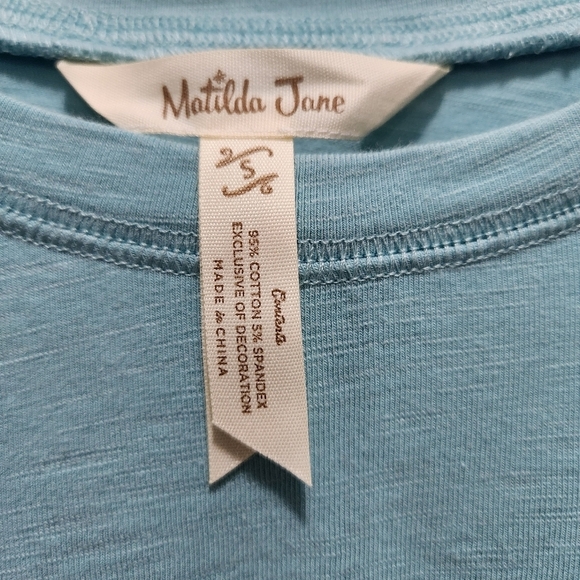 Matilda Jane
S
Contents
95% COTTON 5% SPANDEX
EXCLUSIVE OF DECORATION
MADE in CHINA